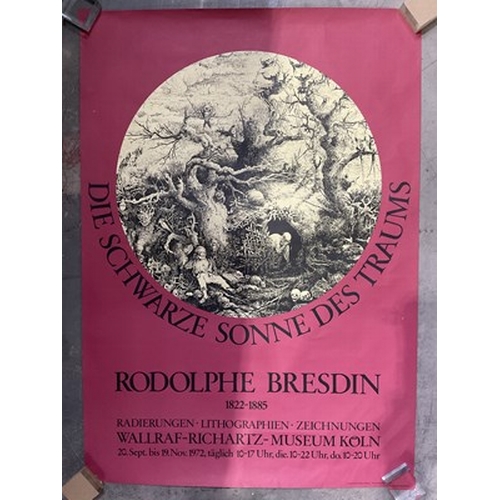 DIE SCHWARZE SONNE DES TRAUMS
RODOLPHE BRESDIN
1822-1885
RADIERUNGEN · LITHOGRAPHIEN · ZEICHNUNGEN
WALLRAF-RICHARTZ-MUSEUM KÖLN
20. Sept. bis 19. Nov. 1972, täglich 10-17 Uhr, die. 10-22 Uhr, do. 10-20 Uhr